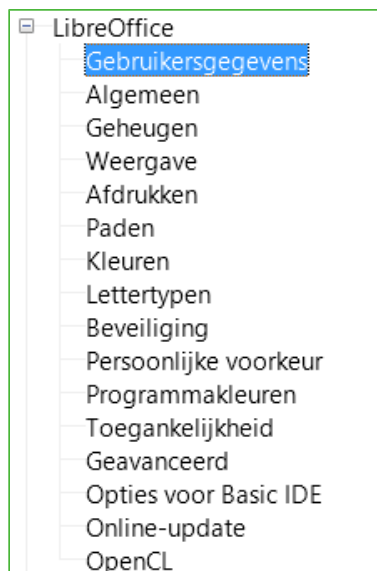 LibreOffice
Gebruikersgegevens
Algemeen
Geheugen
Weergave
Afdrukken
Paden
Kleuren
Lettertypen
Beveiliging
Persoonlijke voorkeur
Programmakleuren
Toegankelijkheid
Geavanceerd
Opties voor Basic IDE
Online-update
OpenCL